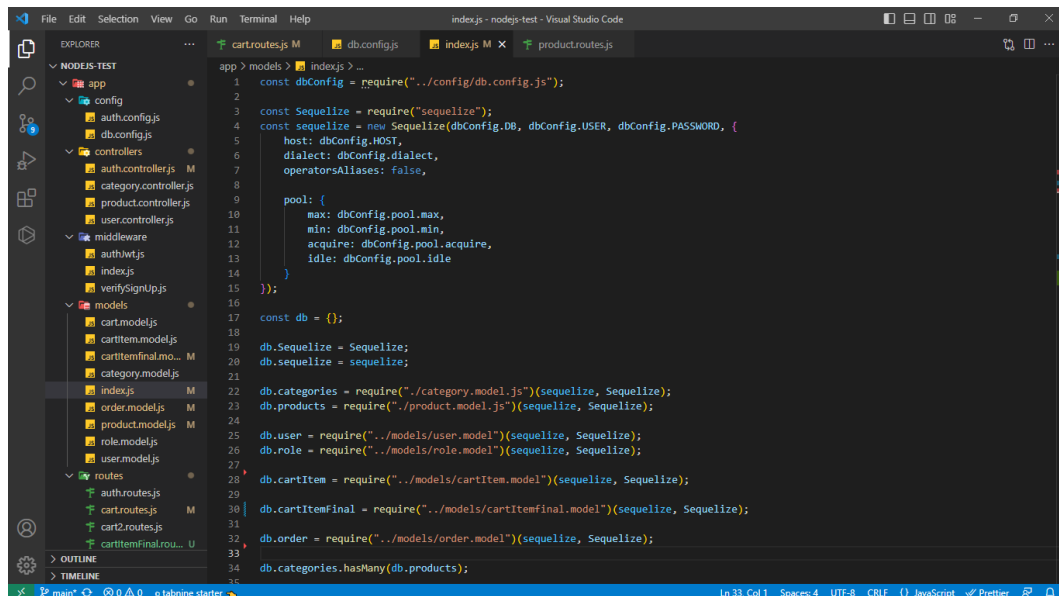 File Edit Selection View Go Run Terminal Help
index.js - nodejs-test - Visual Studio Code
EXPLORER
NODEJS-TEST
app
config
auth.config.js
db.config.js
controllers
auth.controller.js M
category.controller.js
product.controller.js
user.controller.js
middleware
authJwt.js
index.js
verifySignUp.js
models
cart.model.js
cartItem.model.js
cartItemfinal.mo... M
category.model.js
index.js M
order.model.js M
product.model.js M
role.model.js
user.model.js
routes
auth.routes.js
cart.routes.js M
cart2.routes.js
cartItemFinal.rou... U
OUTLINE
TIMELINE
9
cart.routes.js M
db.config.js
index.js M
product.routes.js
app > models > index.js > ...
1 const dbConfig = require("../config/db.config.js");
2
3 const Sequelize = require("sequelize");
4 const sequelize = new Sequelize(dbConfig.DB, dbConfig.USER, dbConfig.PASSWORD, {
5 host: dbConfig.HOST,
6 dialect: dbConfig.dialect,
7 operatorsAliases: false,
8
9 pool: {
10 max: dbConfig.pool.max,
11 min: dbConfig.pool.min,
12 acquire: dbConfig.pool.acquire,
13 idle: dbConfig.pool.idle
14 }
15 });
16
17 const db = {};
18
19 db.Sequelize = Sequelize;
20 db.sequelize = sequelize;
21
22 db.categories = require("./category.model.js")(sequelize, Sequelize);
23 db.products = require("./product.model.js")(sequelize, Sequelize);
24
25 db.user = require("../models/user.model")(sequelize, Sequelize);
26 db.role = require("../models/role.model")(sequelize, Sequelize);
27
28 db.cartItem = require("../models/cartItem.model")(sequelize, Sequelize);
29
30 db.cartItemFinal = require("../models/cartItemfinal.model")(sequelize, Sequelize);
31
32 db.order = require("../models/order.model")(sequelize, Sequelize);
33
34 db.categories.hasMany(db.products);
35
main* 0 0 tabnine starter Ln 33, Col 1 Spaces: 4 UTF-8 CRLF {} JavaScript Prettier